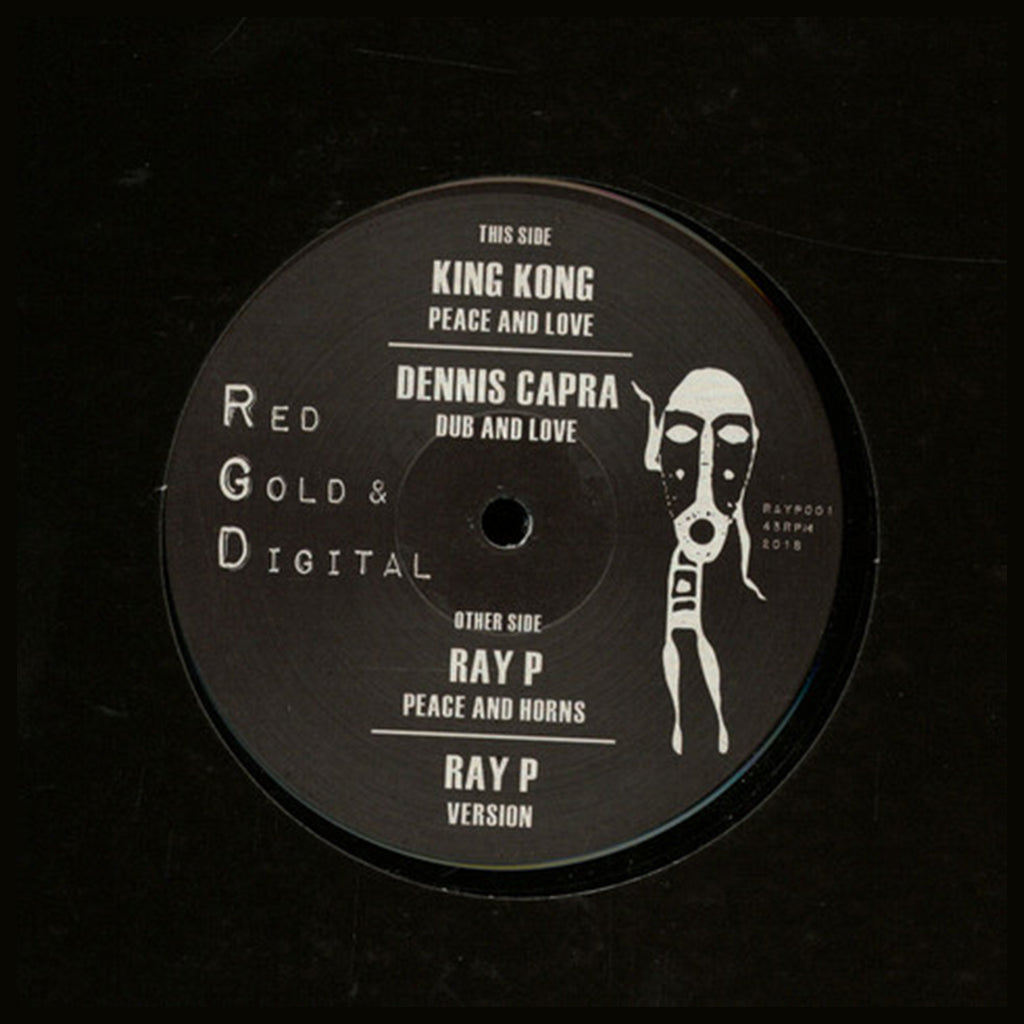 THIS SIDE
KING KONG
PEACE AND LOVE
DENNIS CAPRA
DUB AND LOVE
RED
GOLD &
DIGITAL
RAYP001
45RPM
2018
OTHER SIDE
RAY P
PEACE AND HORNS
RAY P
VERSION